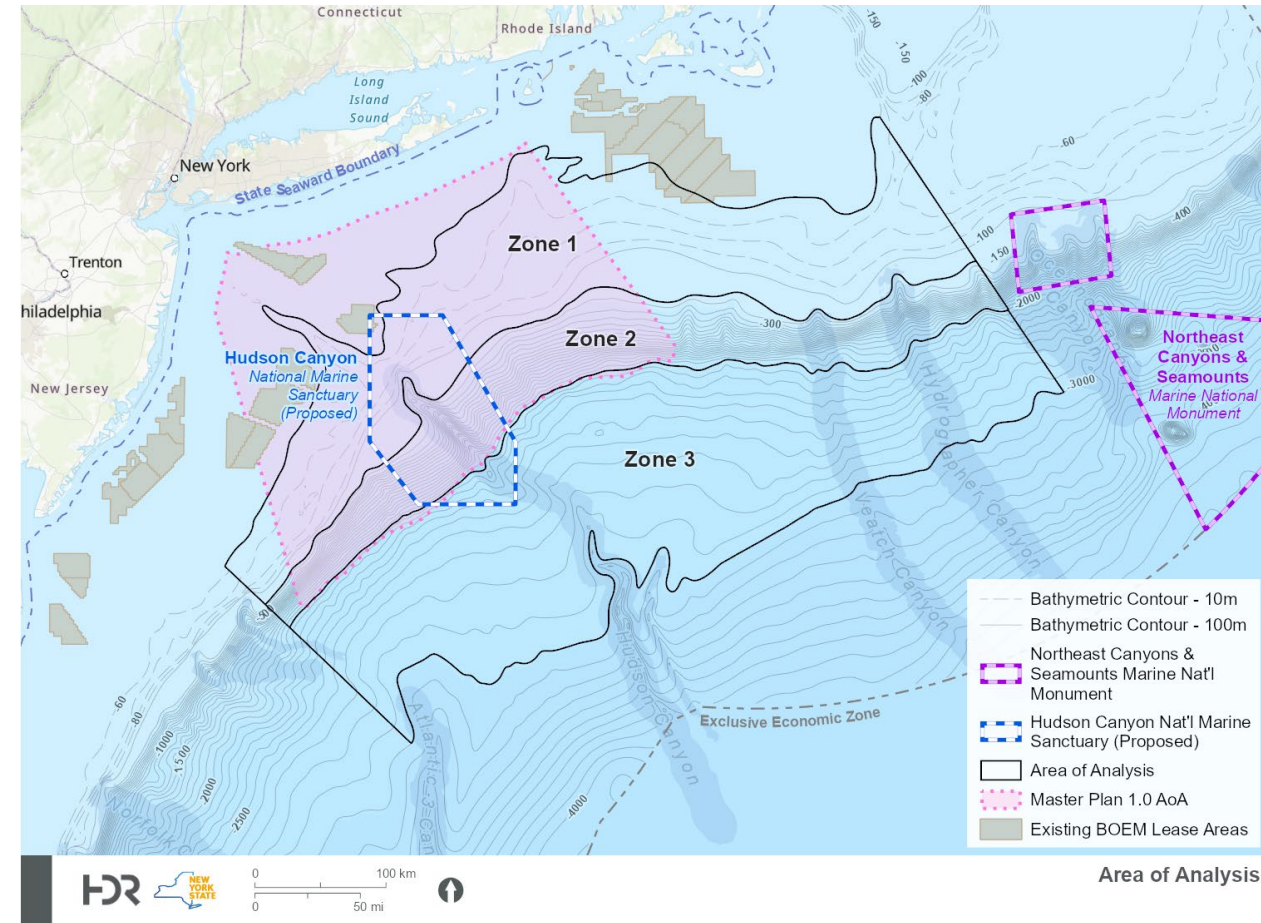 Connecticut
Rhode Island
Long
Island
Sound
New York
State Seaward Boundary
Trenton
hiladelphia
New Jersey
Zone 1
Zone 2
Zone 3
Hudson Canyon
National Marine
Sanctuary
(Proposed)
Northeast
Canyons &
Seamounts
Marine National
Monument
Hydrographer Canyon
Veatch Canyon
Hudson Canyon
Exclusive Economic Zone
-150
-150
-100
-80
-60
-400
-100
-150
-2000
-300
-3000
-500
-60
-80
-1000
-1500
-2000
-2500
-4000
Bathymetric Contour - 10m
Bathymetric Contour - 100m
Northeast Canyons &
Seamounts Marine Nat'l
Monument
Hudson Canyon Nat'l Marine
Sanctuary (Proposed)
Area of Analysis
Master Plan 1.0 AoA
Existing BOEM Lease Areas
HDR
NEW
YORK
STATE
0 100 km
0 50 mi
Area of Analysis